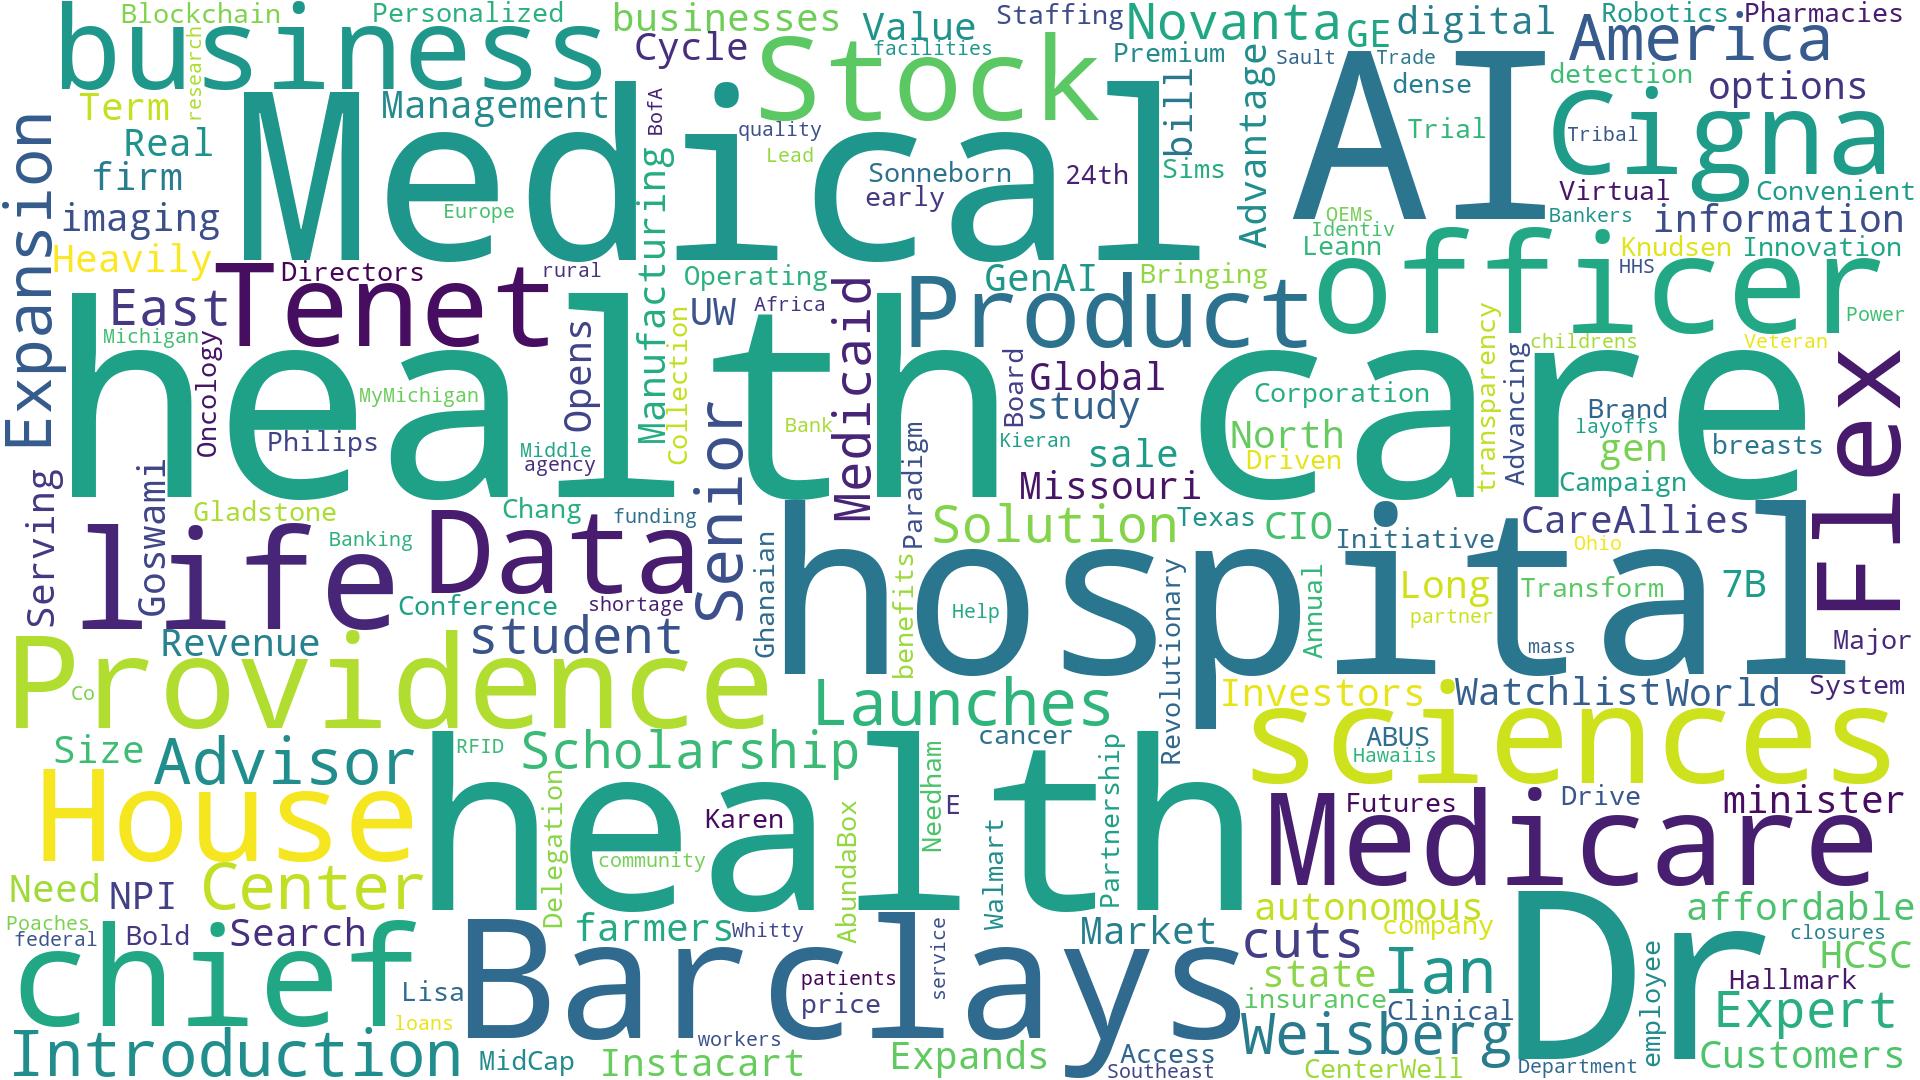 Blockchain
Personalized
businesses
Value
Staffing
Novanta
GE
digital
America
Robotics
Pharmacies
business
research
Cycle
facilities
Stock
Premium
Sault
Trade
dense
detection
options
Term
Management
BofA
Medical
quality
Lead
bill
Advantage
AI
Trial
Cigna
Tribal
Real
firm
imaging
Heavily
Expansion
Europe
Manufacturing
Sonneborn
early
24th
Sims
Virtual
Convenient
OEMs
Identiv
Leann
Bankers
information
Knudsen
Innovation
HHS
Tenet
Directors
rural
Operating
GenAI
Bringing
officer
Power
East
Michigan
Oncology
Opens
Collection
UW
Africa
Medicaid
Product
transparency
childrens
Veteran
health care
MyMichigan
Philips
Middle
agency
Bank
Board
Global
study
Kieran
Corporation
Advancing
Brand
layoffs
gen
breasts
Flex
North
Driven
sale
Missouri
Campaign
Senior
Paradigm
Serving
Goswami
Gladstone
Chang
funding
Banking
life
Data
Conference
shortage
Ghanaian
hospital
Solution
Texas
CIO
Initiative
CareAllies
Ohio
benefits
Help
Revolutionary
Annual
Long
partner
Transform
7B
mass
Major
Revenue
student
Providence
Co
Launches
Investors
Watchlist
World
System
sciences
ABUS
Hawaiis
Size
Advisor
RFID
Scholarship
cancer
House
health
Delegation
community
Karen
AbundaBox
Needham
E
Walmart
Partnership
Futures
Drive
minister
Medicare
Need
NPI
Center
Poaches
federal
Bold
Search
farmers
Whitty
Market
autonomous
company
affordable
closures
HCSC
chief
Lisa
loans
Barclays
patients
price
service
workers
cuts
state
insurance
Ian
Clinical
Dr
employee
Hallmark
Expert
Introduction
MidCap
Instacart
Expands
Access
Southeast
Weisberg
CenterWell
Department
Customers